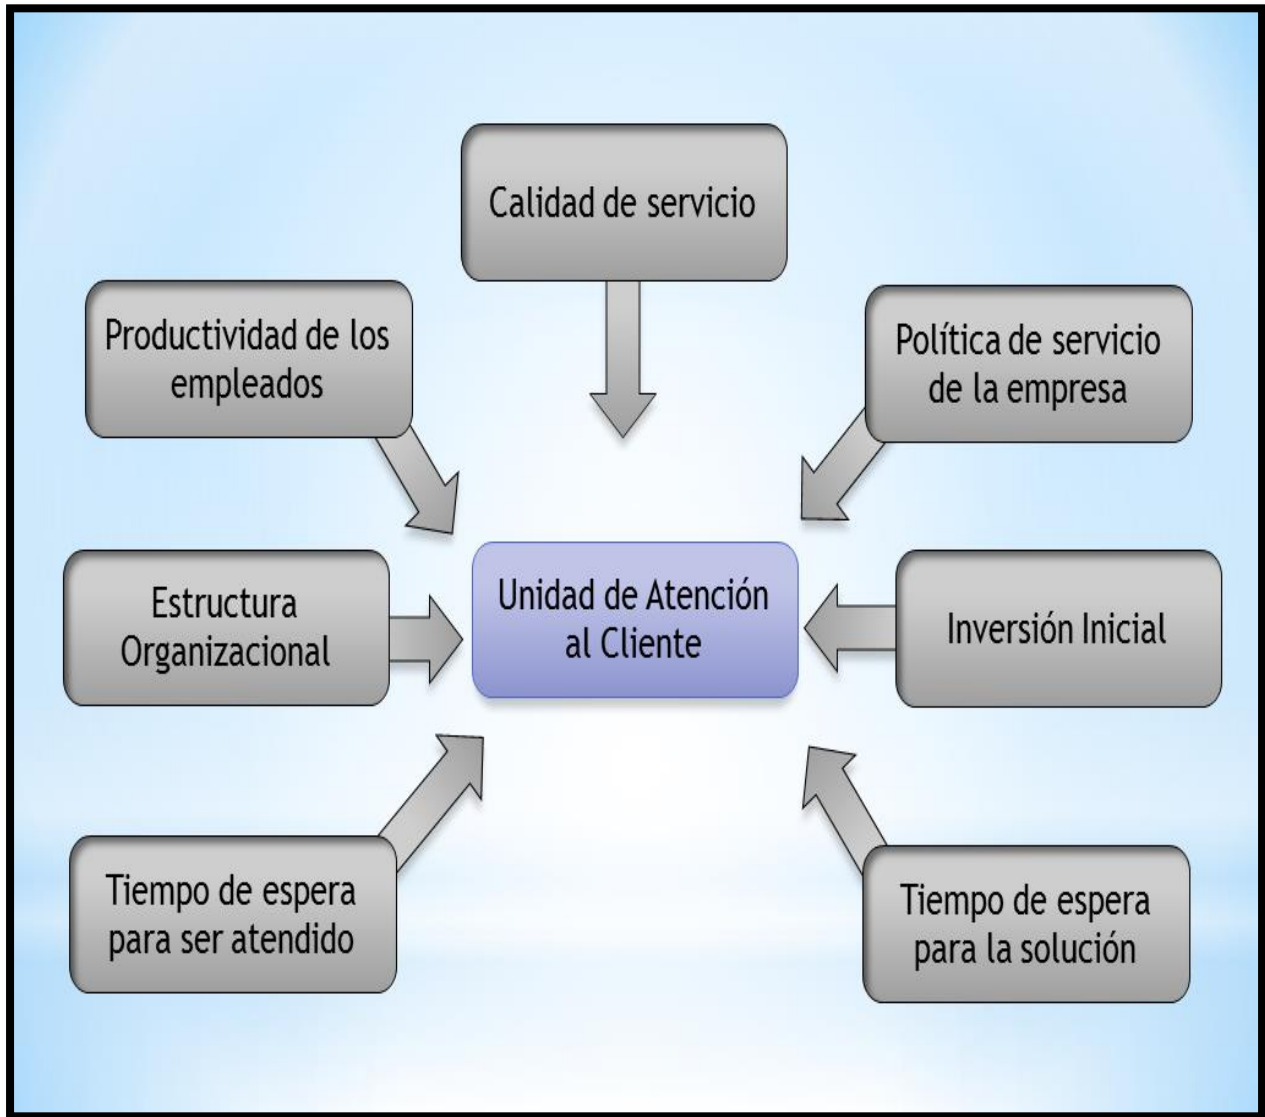 Calidad de servicio
Productividad de los
empleados
Política de servicio
de la empresa
Estructura
Organizacional
Unidad de Atención
al Cliente
Inversión Inicial
Tiempo de espera
para ser atendido
Tiempo de espera
para la solución